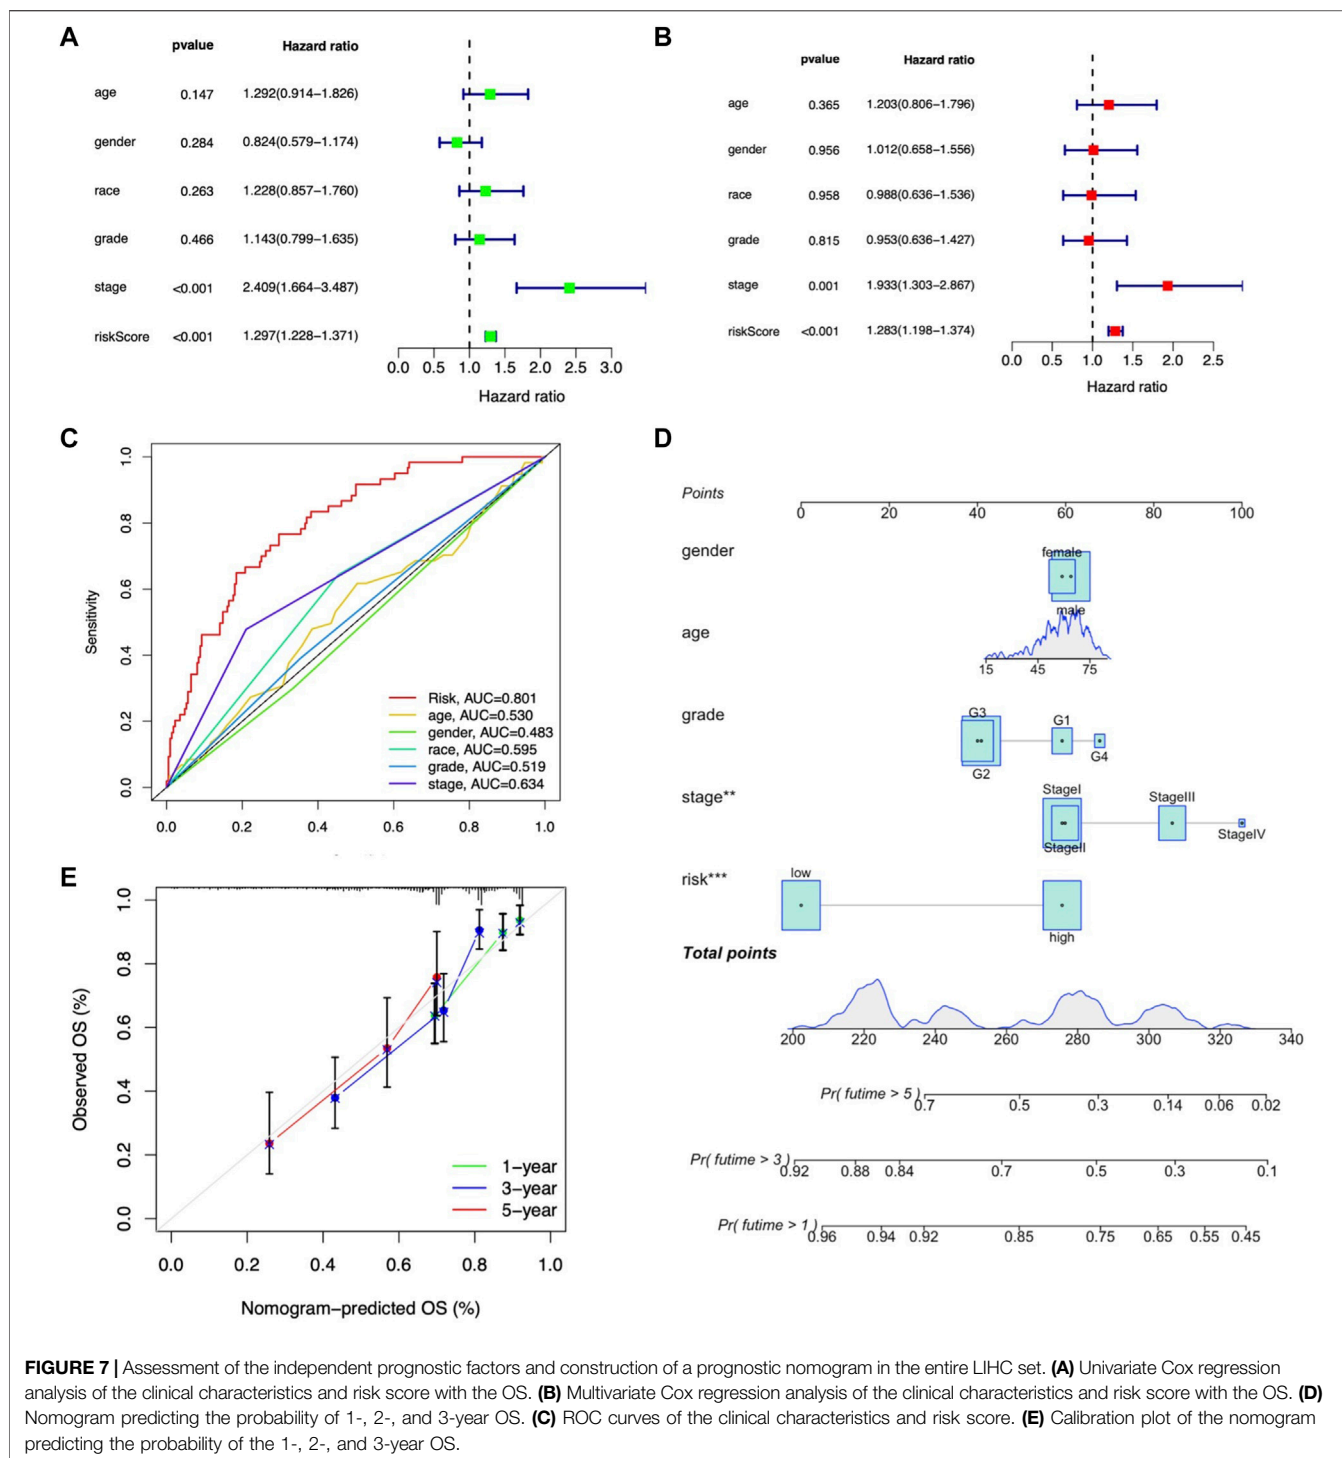 A
pvalue Hazard ratio
age 0.147 1.292(0.914−1.826)
gender 0.284 0.824(0.579−1.174)
race 0.263 1.228(0.857−1.760)
grade 0.466 1.143(0.799−1.635)
stage <0.001 2.409(1.664−3.487)
riskScore <0.001 1.297(1.228−1.371)
0.0 0.5 1.0 1.5 2.0 2.5 3.0
Hazard ratio
B
pvalue Hazard ratio
age 0.365 1.203(0.806−1.796)
gender 0.956 1.012(0.658−1.556)
race 0.958 0.988(0.636−1.536)
grade 0.815 0.953(0.636−1.427)
stage 0.001 1.933(1.303−2.867)
riskScore <0.001 1.283(1.198−1.374)
0.0 0.5 1.0 1.5 2.0 2.5
Hazard ratio
C
Sensitivity
1.0
0.8
0.6
0.4
0.2
0.0
Risk, AUC=0.801
age, AUC=0.530
gender, AUC=0.483
race, AUC=0.595
grade, AUC=0.519
stage, AUC=0.634
0.0 0.2 0.4 0.6 0.8 1.0
D
Points
0 20 40 60 80 100
gender
female
male
age
15 45 75
grade
G3 G1
G2 G4
stage**
StageI StageIII
StageII StageIV
risk***
low
high
Total points
200 220 240 260 280 300 320 340
Pr( futime > 5 )
0.7 0.5 0.3 0.14 0.06 0.02
Pr( futime > 3 )
0.92 0.88 0.84 0.7 0.5 0.3 0.1
Pr( futime > 1 )
0.96 0.94 0.92 0.85 0.75 0.65 0.55 0.45
E
Observed OS (%)
1.0
0.8
0.6
0.4
0.2
0.0
1−year
3−year
5−year
0.0 0.2 0.4 0.6 0.8 1.0
Nomogram−predicted OS (%)
FIGURE 7 | Assessment of the independent prognostic factors and construction of a prognostic nomogram in the entire LIHC set. (A) Univariate Cox regression
analysis of the clinical characteristics and risk score with the OS. (B) Multivariate Cox regression analysis of the clinical characteristics and risk score with the OS. (D)
Nomogram predicting the probability of 1-, 2-, and 3-year OS. (C) ROC curves of the clinical characteristics and risk score. (E) Calibration plot of the nomogram
predicting the probability of the 1-, 2-, and 3-year OS.